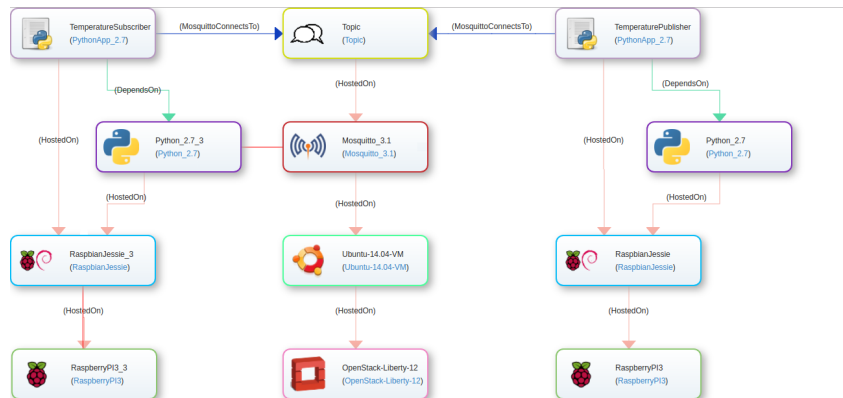 TemperatureSubscriber
(PythonApp_2.7)
(MosquittoConnectsTo)
Topic
(Topic)
(MosquittoConnectsTo)
TemperaturePublisher
(PythonApp_2.7)
(DependsOn)
(HostedOn)
(DependsOn)
(HostedOn)
(HostedOn)
Python_2.7_3
(Python_2.7)
Mosquitto_3.1
(Mosquitto_3.1)
Python_2.7
(Python_2.7)
(HostedOn)
(HostedOn)
(HostedOn)
RaspbianJessie_3
(RaspbianJessie)
Ubuntu-14.04-VM
(Ubuntu-14.04-VM)
RaspbianJessie
(RaspbianJessie)
(HostedOn)
(HostedOn)
(HostedOn)
RaspberryPI3_3
(RaspberryPI3)
OpenStack-Liberty-12
(OpenStack-Liberty-12)
RaspberryPI3
(RaspberryPI3)